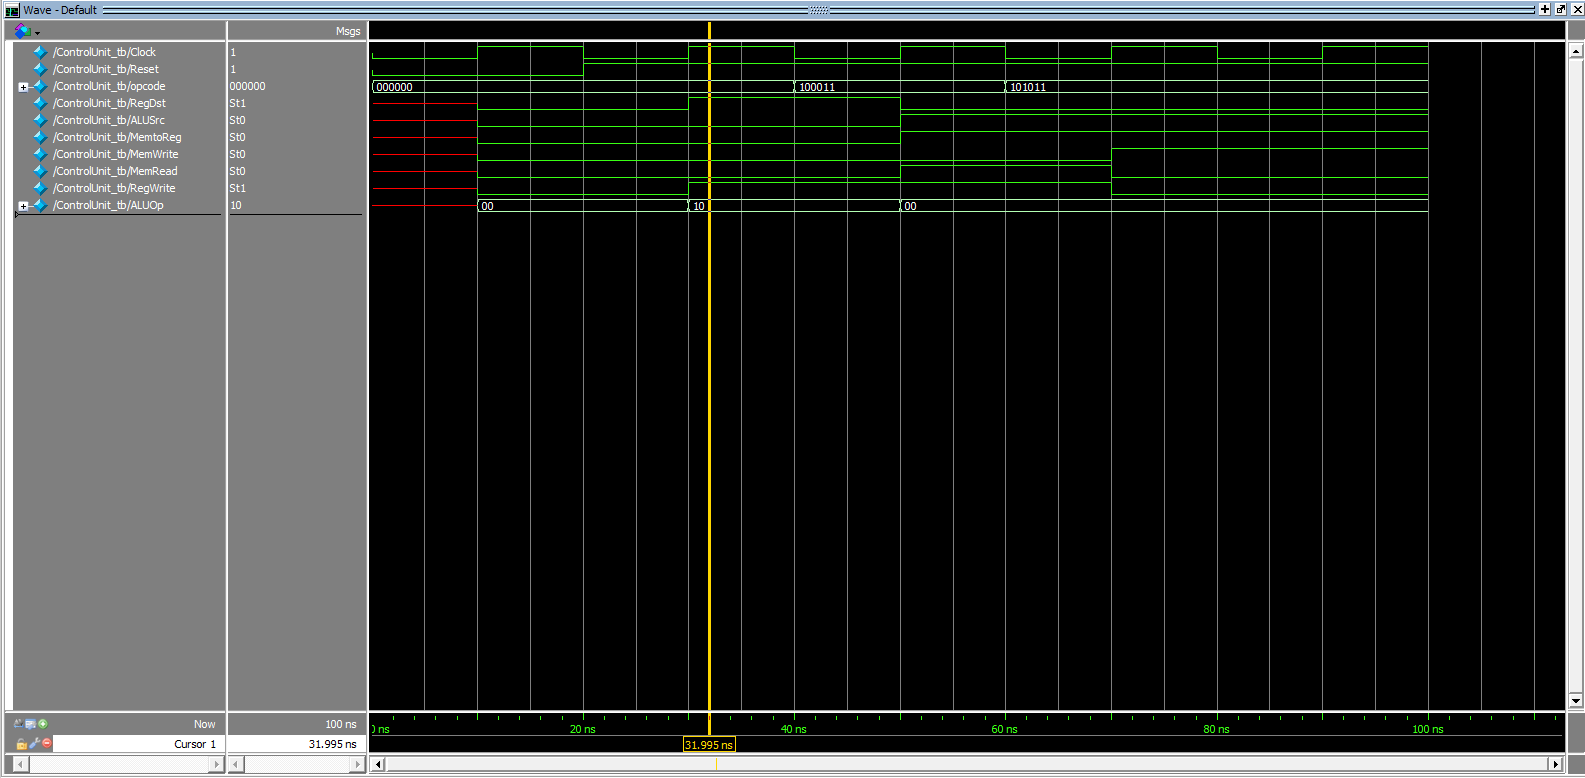 Wave - Default
Msgs
/ControlUnit_tb/Clock 1
/ControlUnit_tb/Reset 1
/ControlUnit_tb/opcode 000000 000000 100011 101011
/ControlUnit_tb/RegDst St1
/ControlUnit_tb/ALUSrc St0
/ControlUnit_tb/MemtoReg St0
/ControlUnit_tb/MemWrite St0
/ControlUnit_tb/MemRead St0
/ControlUnit_tb/RegWrite St1
/ControlUnit_tb/ALUOp 10 00 10 00
Now 100 ns ns 20 ns 40 ns 60 ns 80 ns 100 ns
Cursor 1 31.995 ns 31.995 ns